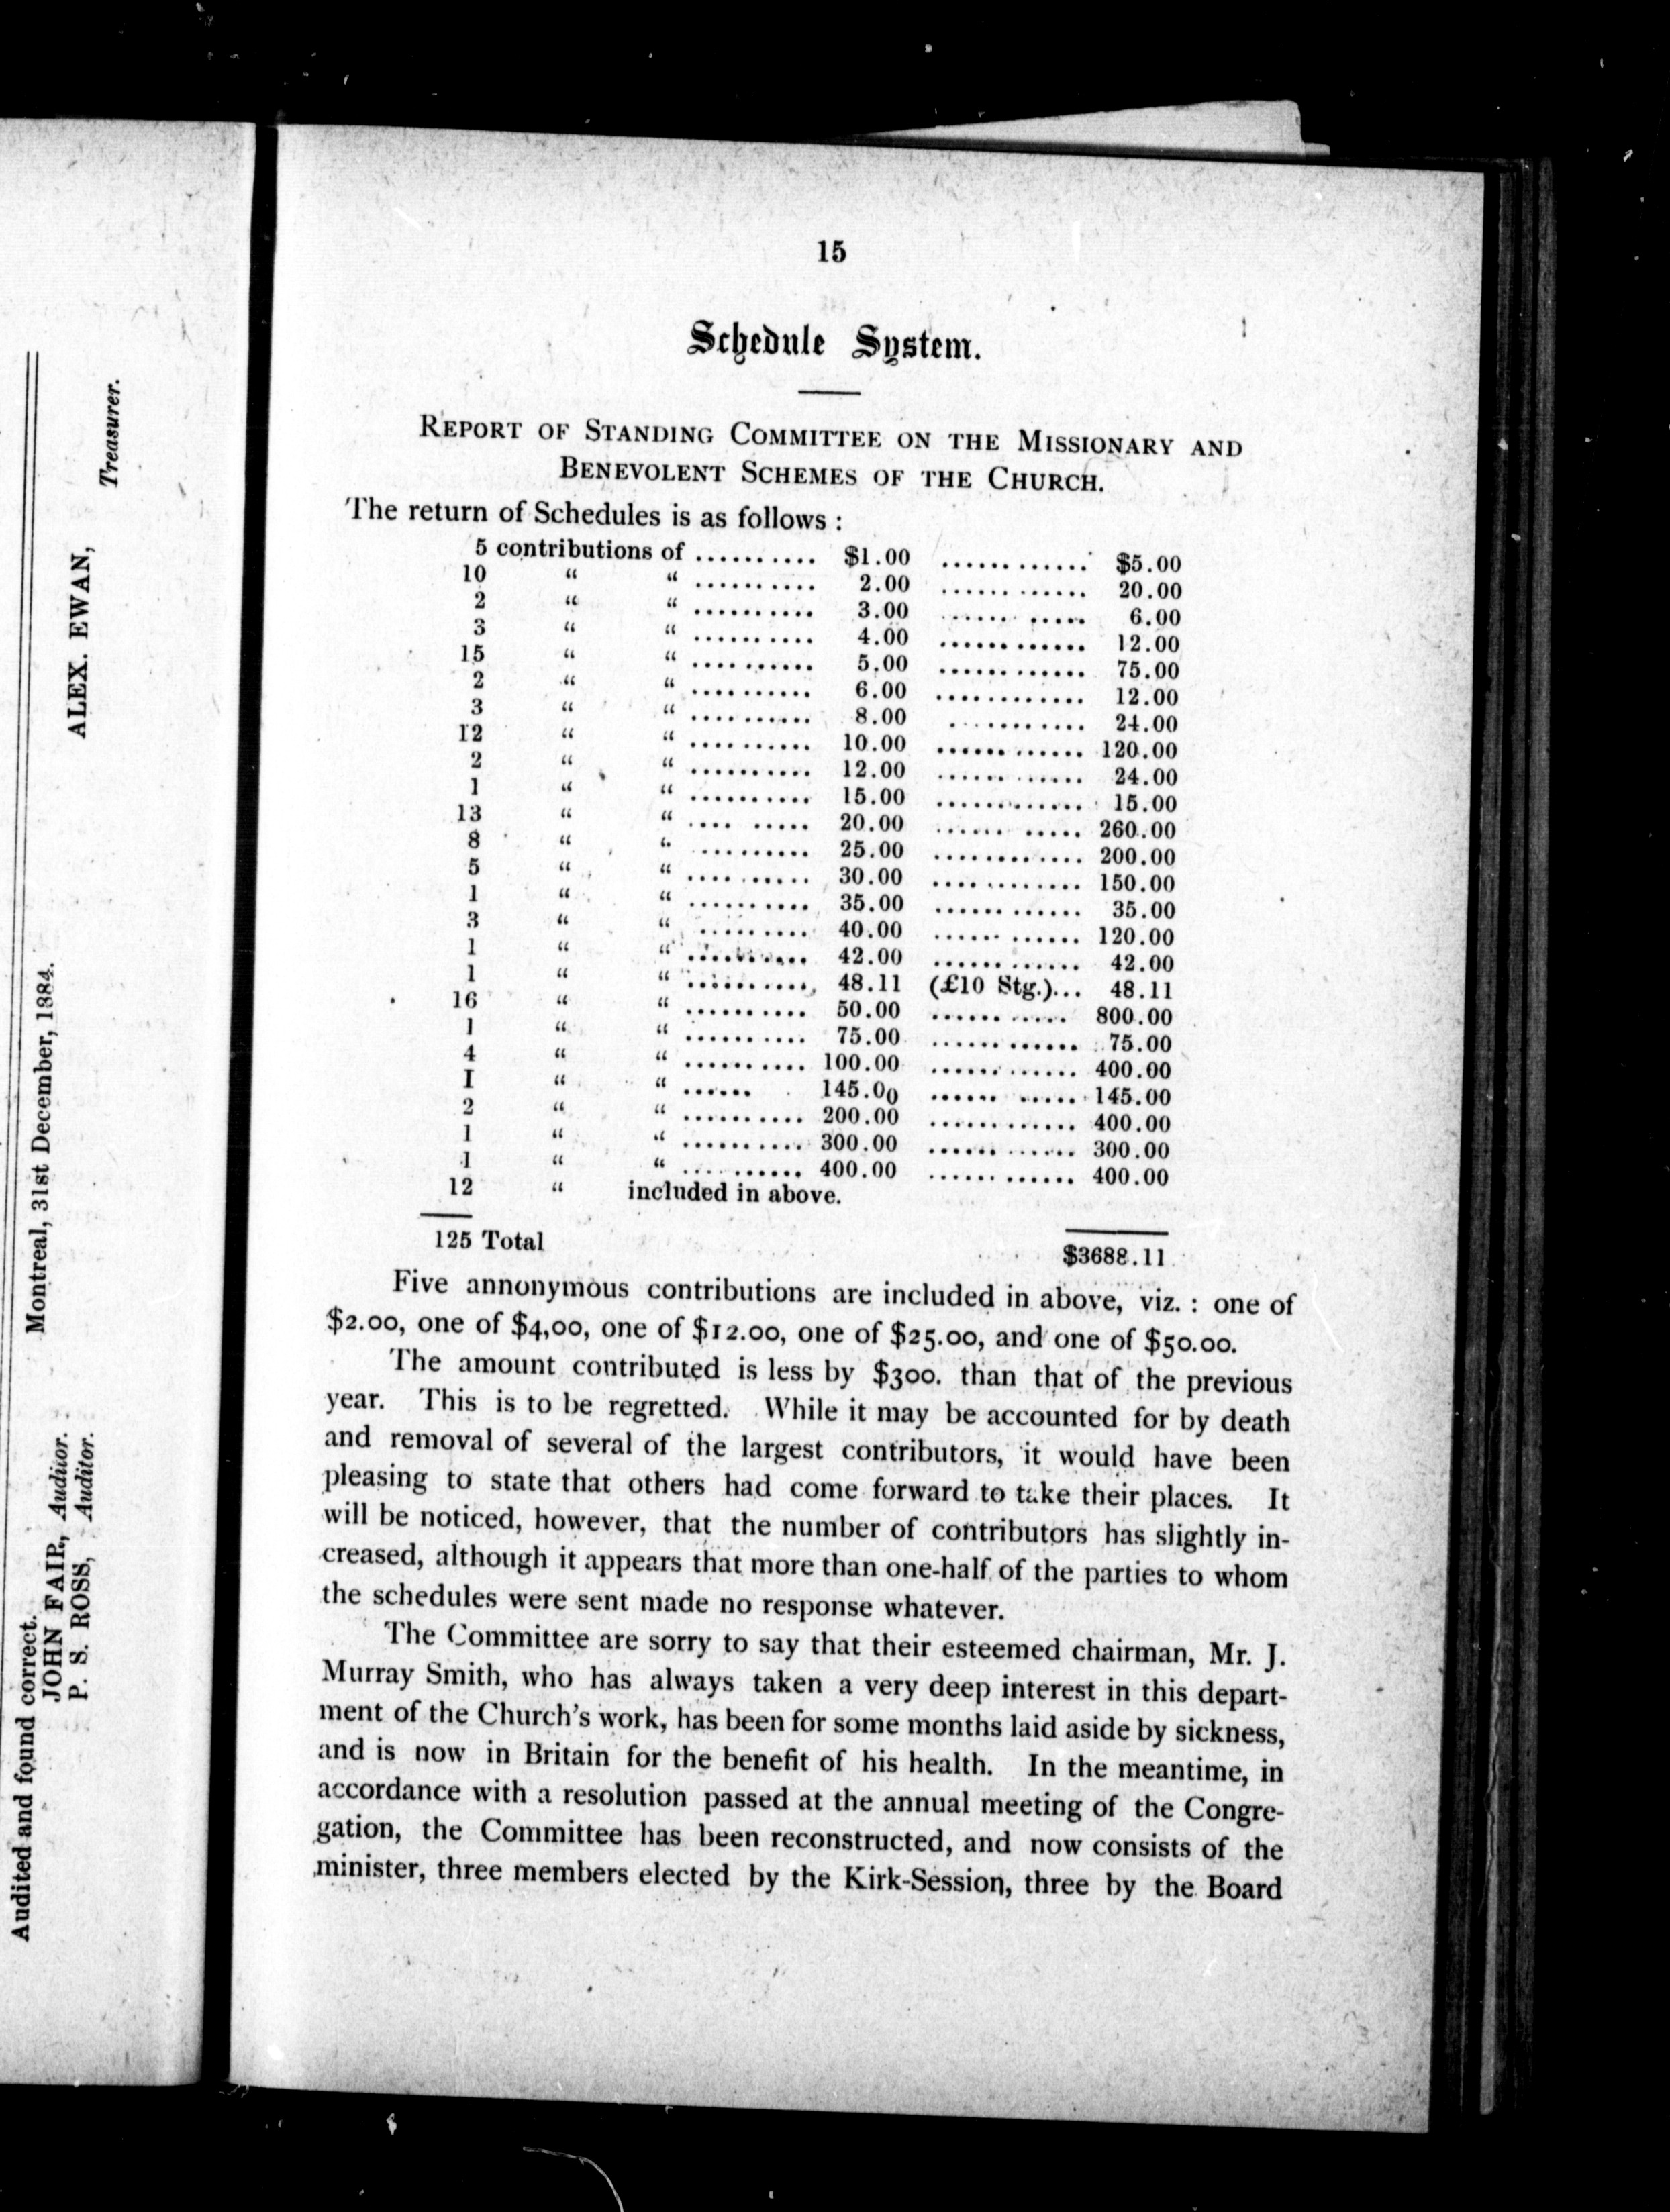 15
Schedule System.
REPORT OF STANDING COMMITTEE ON THE MISSIONARY AND
BENEVOLENT SCHEMES OF THE CHURCH.
The return of Schedules is as follows :
5 contributions of .......... $1.00 ............ $5.00
10 “ “ .......... 2.00 ............ 20.00
2 “ “ .......... 3.00 ............ 6.00
3 “ “ .......... 4.00 ............ 12.00
15 “ “ .......... 5.00 ............ 75.00
2 “ “ .......... 6.00 ............ 12.00
3 “ “ .......... 8.00 ............ 24.00
12 “ “ .......... 10.00 ............ 120.00
2 “ “ .......... 12.00 ............ 24.00
1 “ “ .......... 15.00 ............ 15.00
13 “ “ .......... 20.00 ............ 260.00
8 “ “ .......... 25.00 ............ 200.00
5 “ “ .......... 30.00 ............ 150.00
1 “ “ .......... 35.00 ............ 35.00
3 “ “ .......... 40.00 ............ 120.00
1 “ “ .......... 42.00 ............ 42.00
1 “ “ .......... 48.11 (£10 Stg.)... 48.11
16 “ “ .......... 50.00 ............ 800.00
1 “ “ .......... 75.00 ............ 75.00
4 “ “ .......... 100.00 ............ 400.00
I “ “ ...... 145.00 ............ 145.00
2 “ “ .......... 200.00 ............ 400.00
1 “ “ .......... 300.00 ............ 300.00
1 “ “ .......... 400.00 ............ 400.00
12 “ included in above.
125 Total $3688.11
Five annonymous contributions are included in above, viz. : one of
$2.00, one of $4,00, one of $12.00, one of $25.00, and one of $50.00.
The amount contributed is less by $300. than that of the previous
year. This is to be regretted. While it may be accounted for by death
and removal of several of the largest contributors, it would have been
pleasing to state that others had come forward to take their places. It
will be noticed, however, that the number of contributors has slightly in-
creased, although it appears that more than one-half of the parties to whom
the schedules were sent made no response whatever.
The Committee are sorry to say that their esteemed chairman, Mr. J.
Murray Smith, who has always taken a very deep interest in this depart-
ment of the Church's work, has been for some months laid aside by sickness,
and is now in Britain for the benefit of his health. In the meantime, in
accordance with a resolution passed at the annual meeting of the Congre-
gation, the Committee has been reconstructed, and now consists of the
minister, three members elected by the Kirk-Session, three by the Board
Audited and found correct. Montreal, 31st December, 1884.
JOHN FAIR, Auditor. ALEX. EWAN,
P. S. ROSS, Auditor. Treasurer.